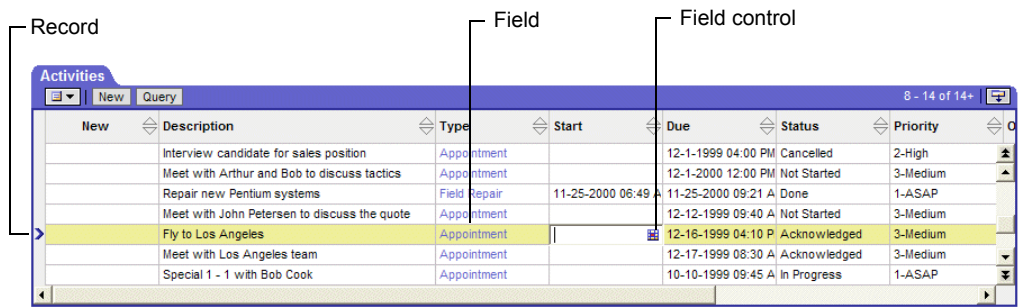 Record
Field
Field control
Activities
New Query 8 - 14 of 14+
New Description Type Start Due Status Priority O
Interview candidate for sales position Appointment 12-1-1999 04:00 PM Cancelled 2-High
Meet with Arthur and Bob to discuss tactics Appointment 12-1-2000 12:00 PM Not Started 3-Medium
Repair new Pentium systems Field Repair 11-25-2000 06:49 A 11-25-2000 09:21 A Done 1-ASAP
Meet with John Petersen to discuss the quote Appointment 12-12-1999 09:40 A Not Started 3-Medium
Fly to Los Angeles Appointment 12-16-1999 04:10 P Acknowledged 3-Medium
Meet with Los Angeles team Appointment 12-17-1999 08:30 A Acknowledged 3-Medium
Special 1 - 1 with Bob Cook Appointment 10-10-1999 09:45 A In Progress 1-ASAP